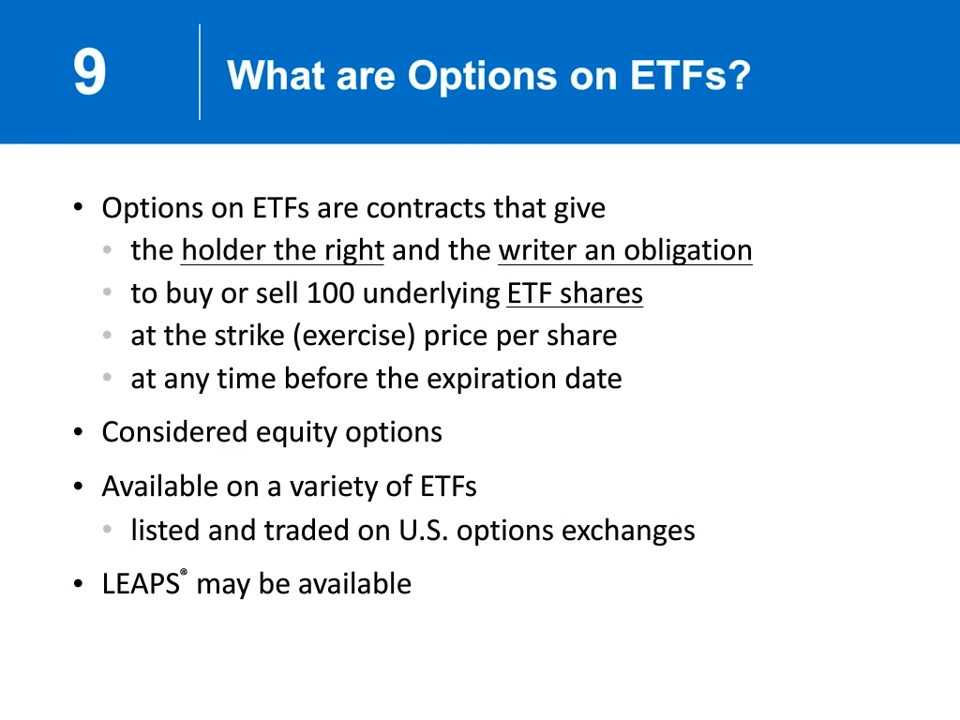 9
What are Options on ETFs?
• Options on ETFs are contracts that give
• the holder the right and the writer an obligation
• to buy or sell 100 underlying ETF shares
• at the strike (exercise) price per share
• at any time before the expiration date
• Considered equity options
• Available on a variety of ETFs
• listed and traded on U.S. options exchanges
• LEAPS® may be available